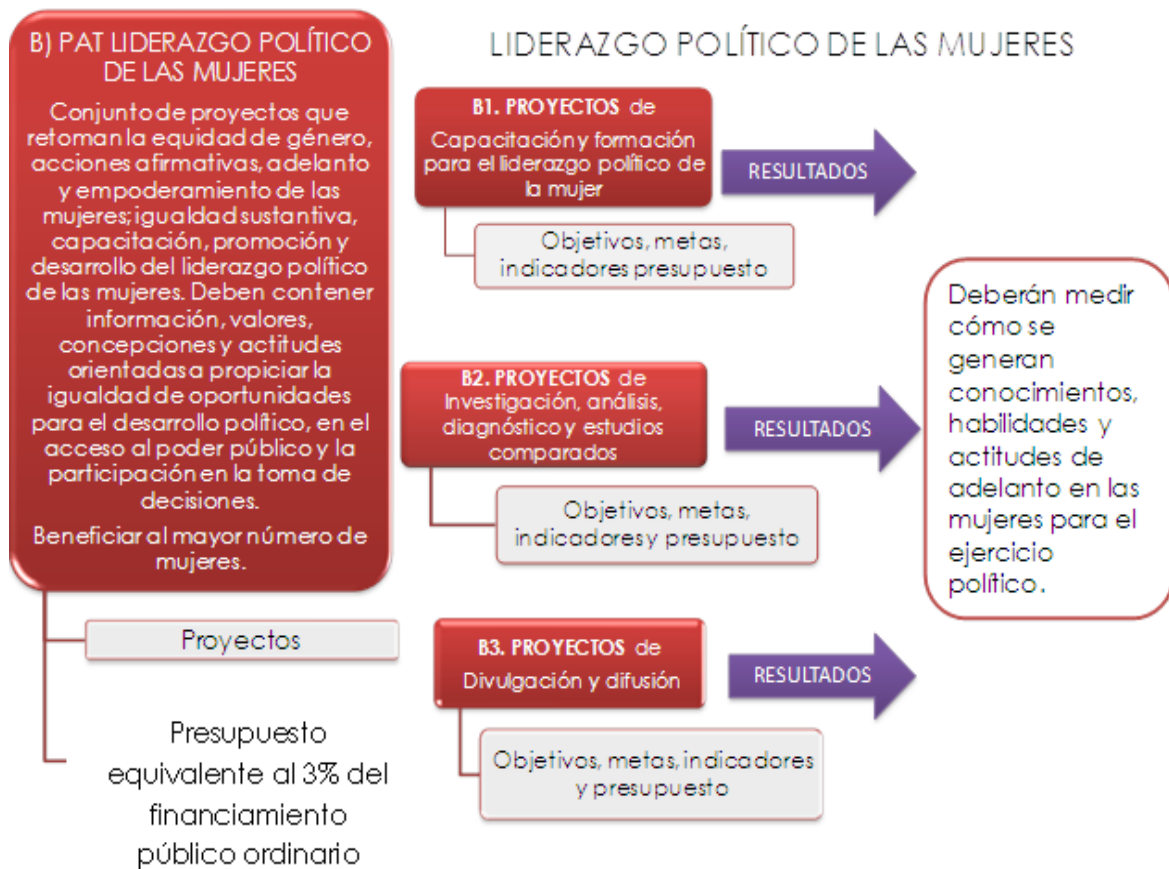 B) PAT LIDERAZGO POLÍTICO
DE LAS MUJERES
Conjunto de proyectos que
retoman la equidad de género,
acciones afirmativas, adelanto
y empoderamiento de las
mujeres; igualdad sustantiva,
capacitación, promoción y
desarrollo del liderazgo político
de las mujeres. Deben contener
información, valores,
concepciones y actitudes
orientadas a propiciar la
igualdad de oportunidades
para el desarrollo político, en el
acceso al poder público y la
participación en la toma de
decisiones.
Beneficiar al mayor número de
mujeres.
Proyectos
Presupuesto
equivalente al 3% del
financiamiento
público ordinario
LIDERAZGO POLÍTICO DE LAS MUJERES
B1. PROYECTOS de
Capacitación y formación
para el liderazgo político de
la mujer
RESULTADOS
Objetivos, metas,
indicadores presupuesto
B2. PROYECTOS de
Investigación, análisis,
diagnóstico y estudios
comparados
RESULTADOS
Objetivos, metas,
indicadores y presupuesto
B3. PROYECTOS de
Divulgación y difusión
RESULTADOS
Objetivos, metas, indicadores
y presupuesto
Deberán medir
cómo se
generan
conocimientos,
habilidades y
actitudes de
adelanto en las
mujeres para el
ejercicio
político.